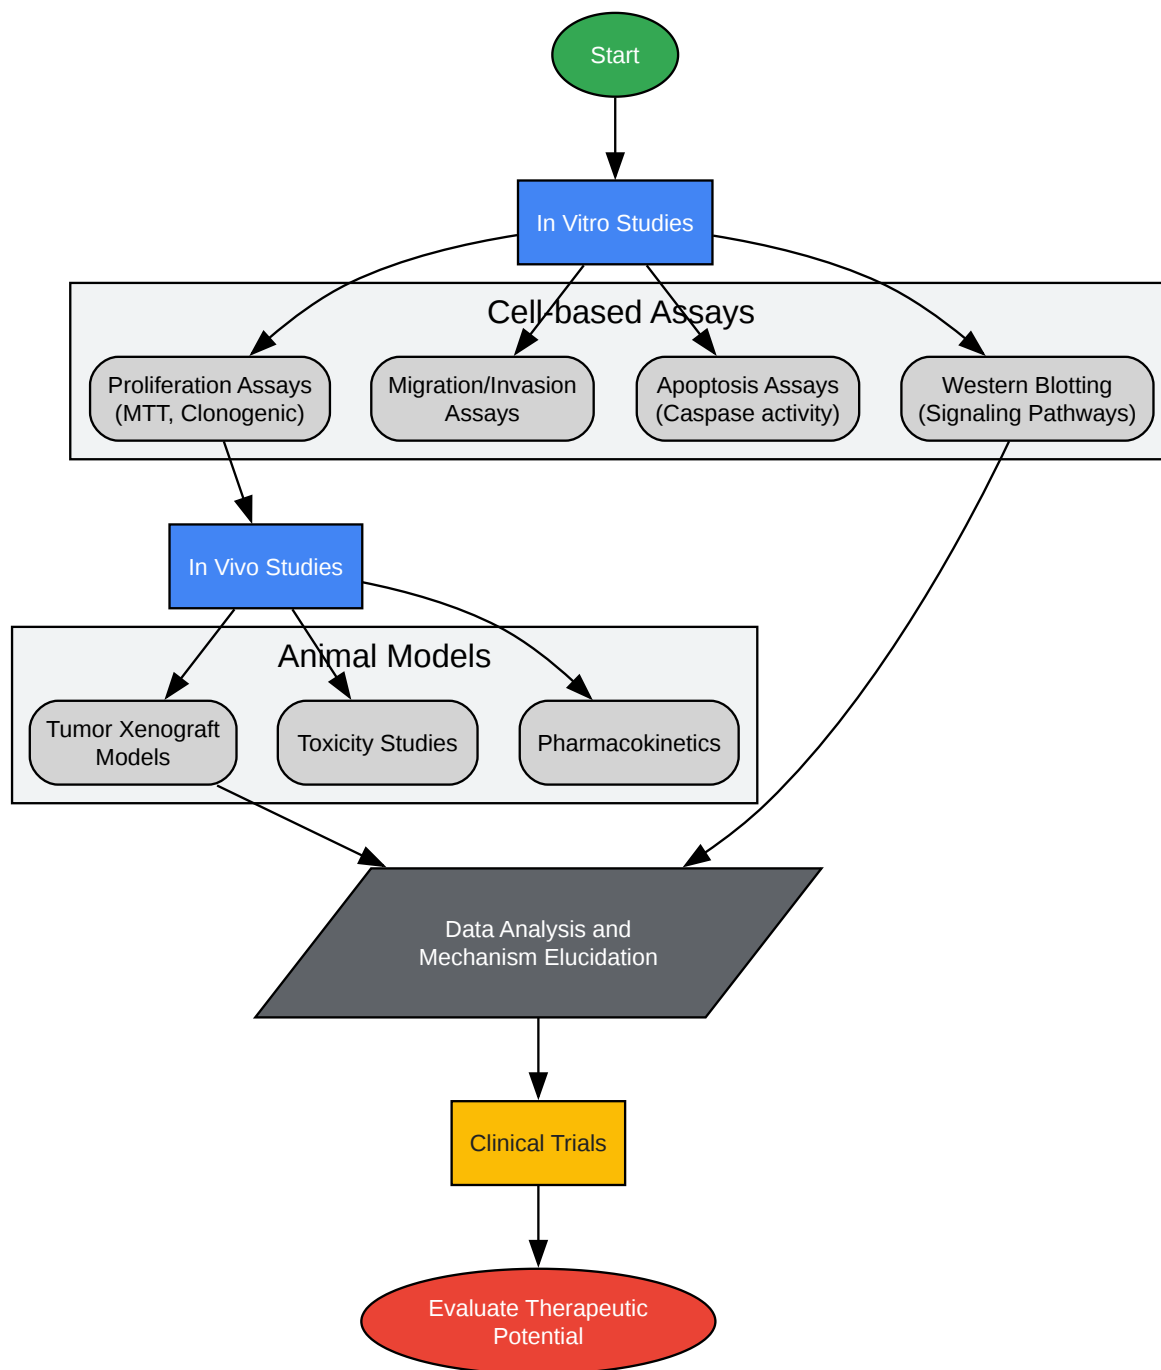 Start
In Vitro Studies
Cell-based Assays
Proliferation Assays
(MTT, Clonogenic)
Migration/Invasion
Assays
Apoptosis Assays
(Caspase activity)
Western Blotting
(Signaling Pathways)
In Vivo Studies
Animal Models
Tumor Xenograft
Models
Toxicity Studies
Pharmacokinetics
Data Analysis and
Mechanism Elucidation
Clinical Trials
Evaluate Therapeutic
Potential